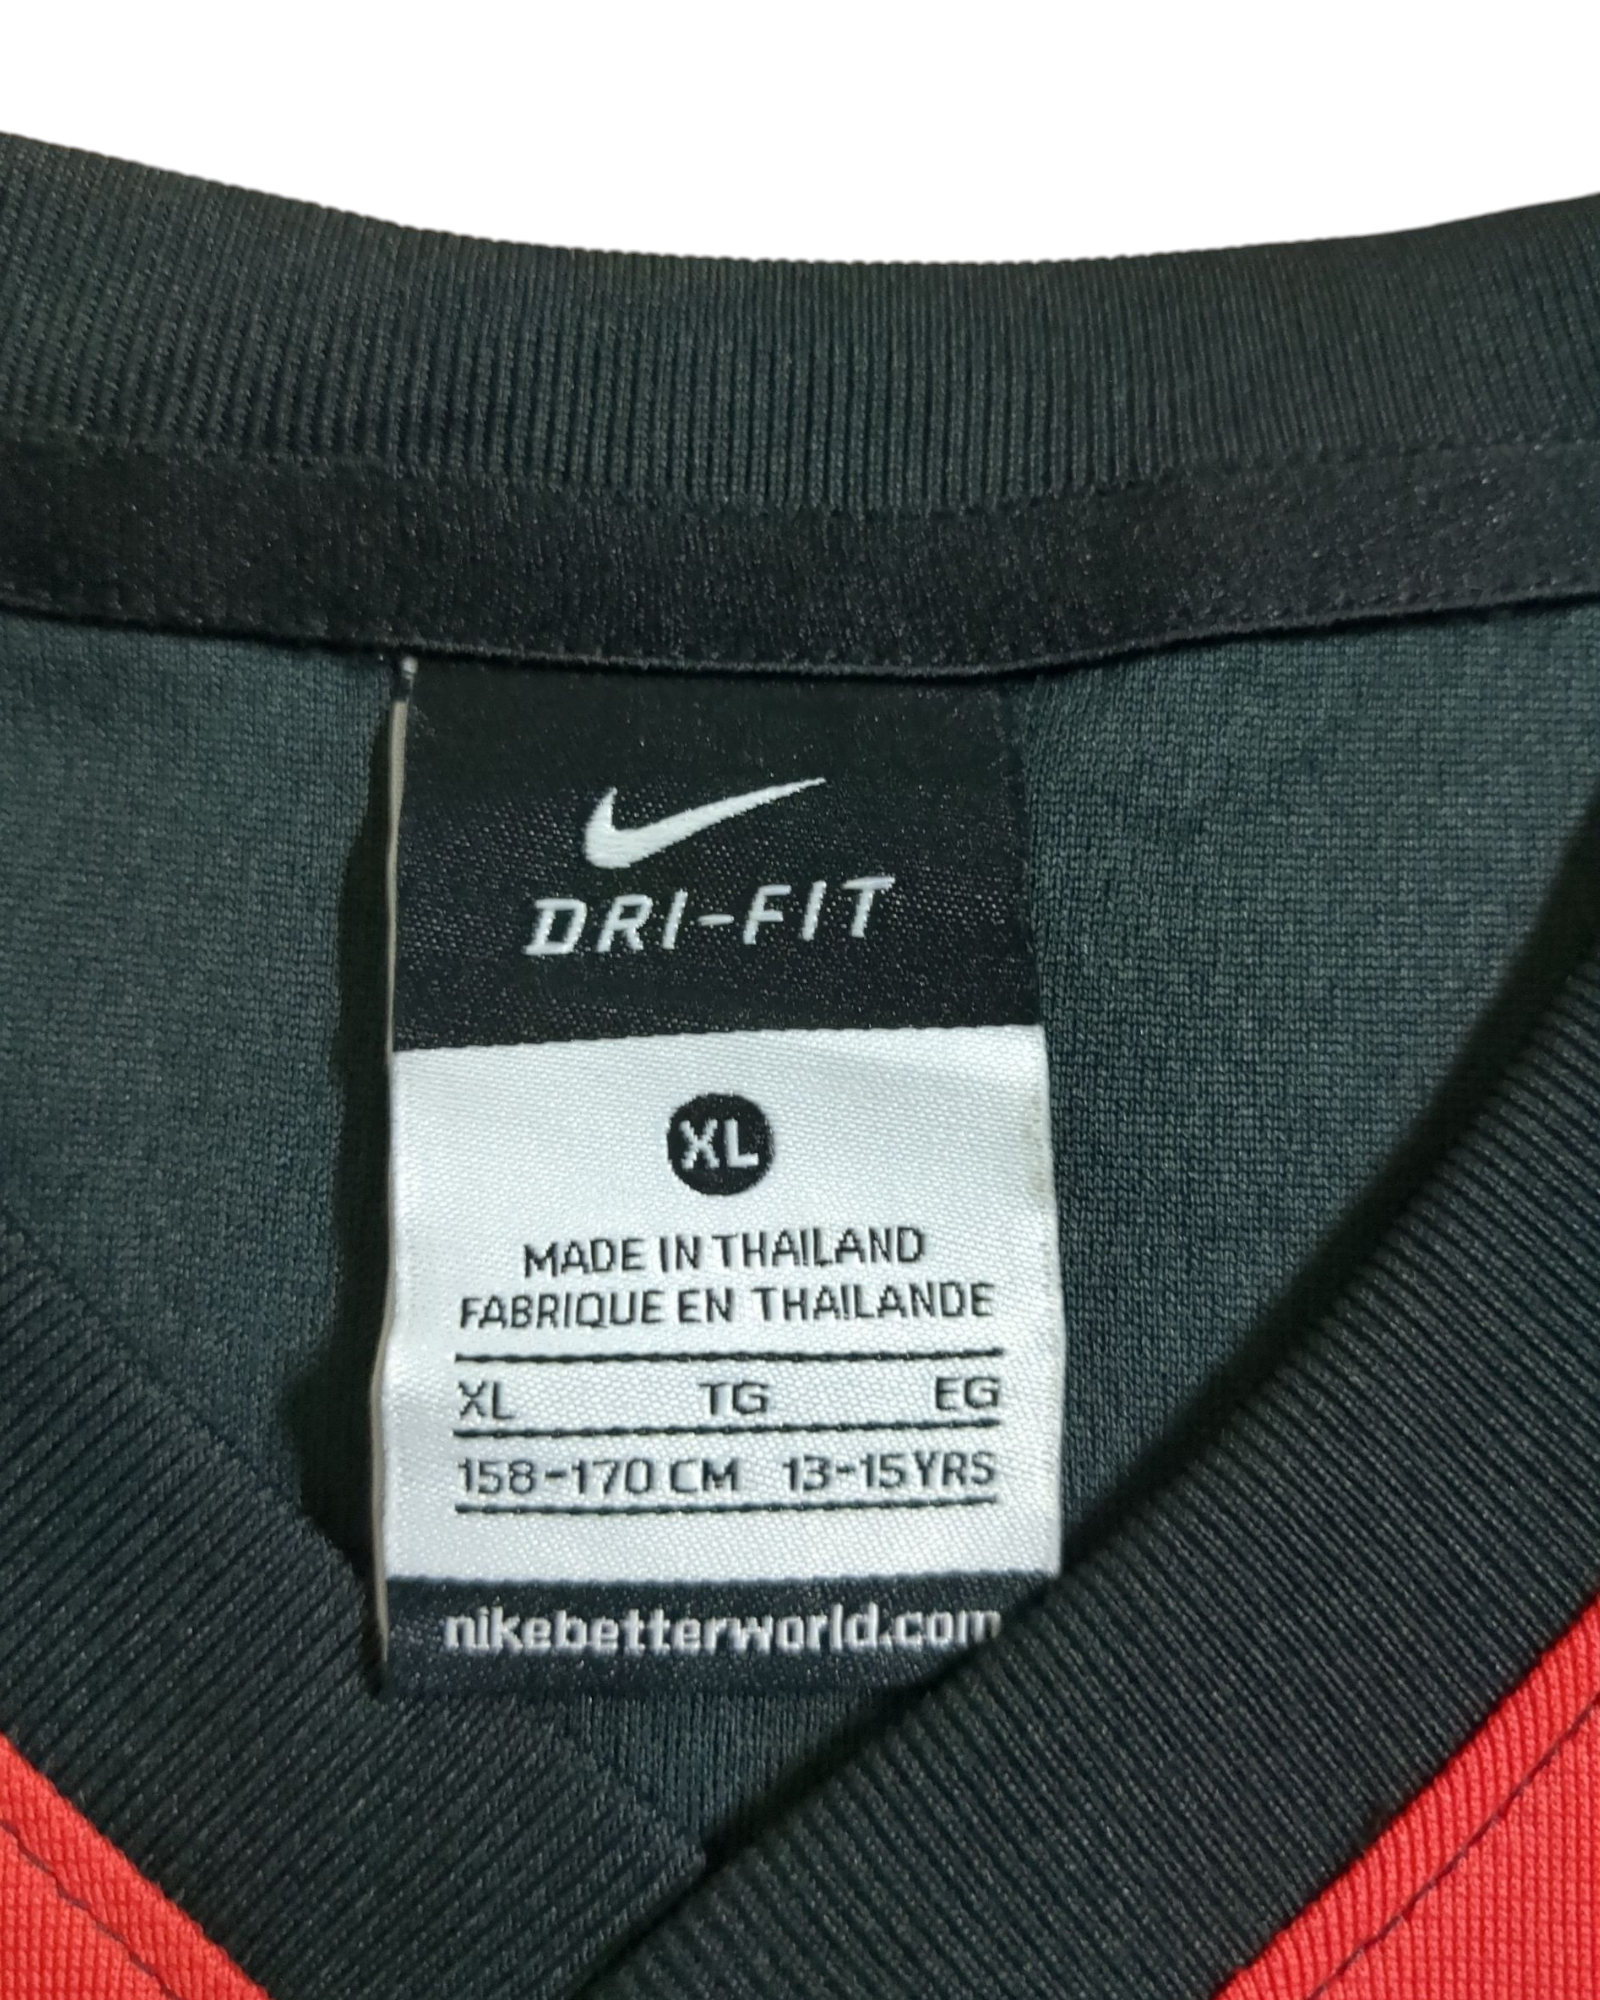 DRI-FIT
XL
MADE IN THAILAND
FABRIQUE EN THAILANDE
XL TG EG
158-170 CM 13-15 YRS
nikebetterworld.com